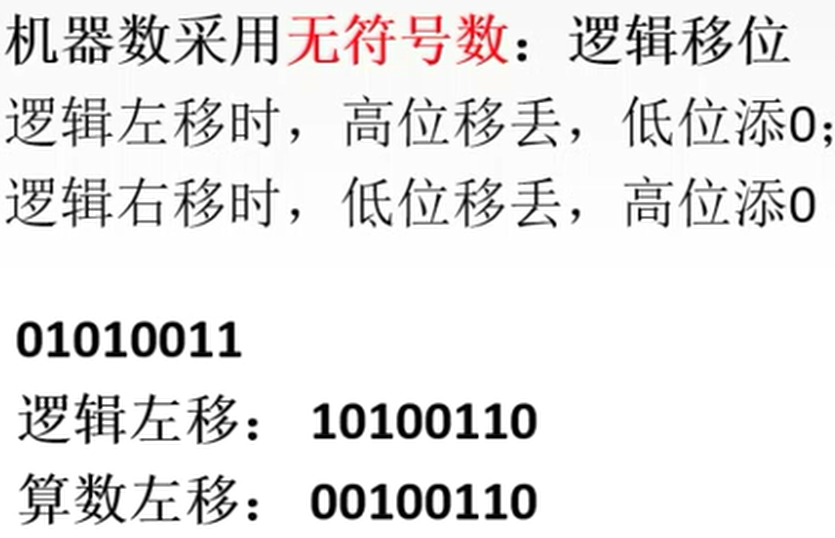 机器数采用无符号数：逻辑移位
逻辑左移时，高位移丢，低位添0；
逻辑右移时，低位移丢，高位添0
01010011
逻辑左移： 10100110
算数左移： 00100110